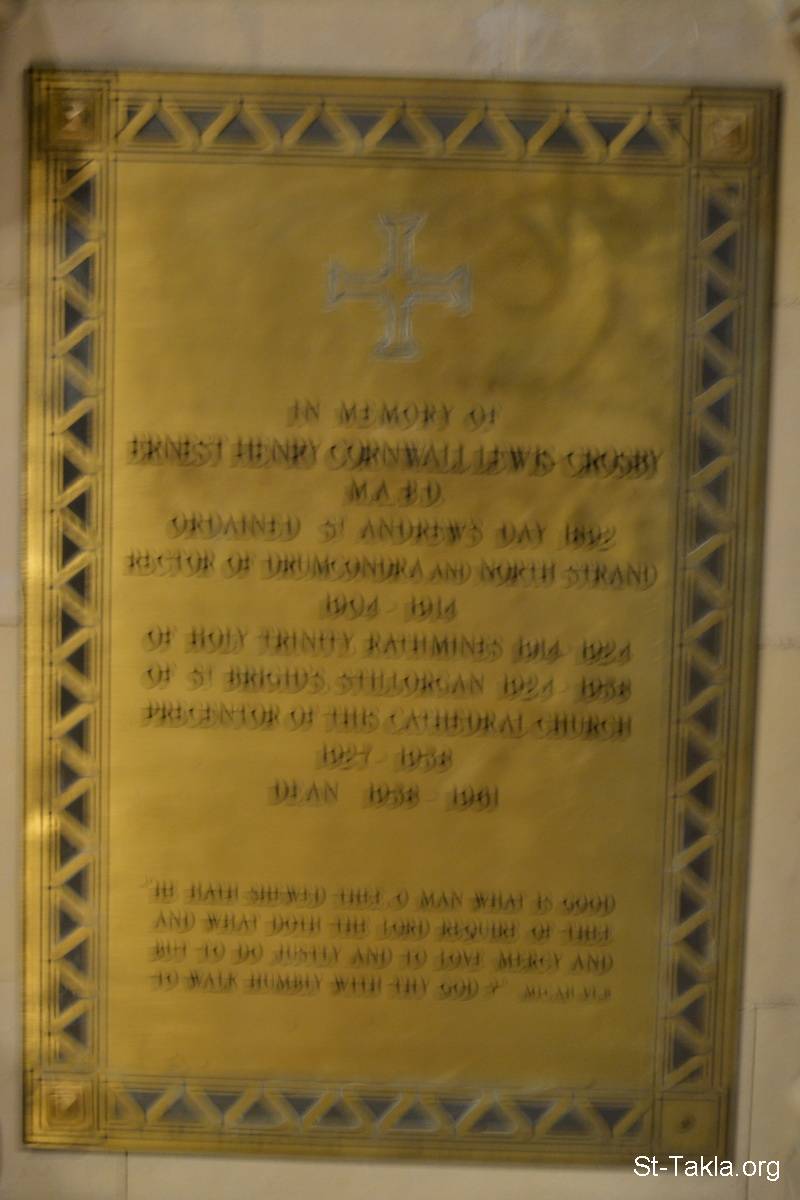 IN MEMORY OF
ERNEST HENRY CORNWALL LEWIS CROSBY
M.A. B.D.
ORDAINED ST ANDREW'S DAY 1892
RECTOR OF DRUMCONDRA AND NORTH STRAND
1904 - 1914
OF HOLY TRINITY, RATHMINES 1914 - 1924
OF ST BRIGID'S, STILLORGAN 1924 - 1938
PRECENTOR OF THIS CATHEDRAL CHURCH
1927 - 1938
DEAN 1938 - 1961
"HE HATH SHEWED THEE, O MAN WHAT IS GOOD
AND WHAT DOTH THE LORD REQUIRE OF THEE
BUT TO DO JUSTLY AND TO LOVE MERCY AND
TO WALK HUMBLY WITH THY GOD ?" MICAH VI.8
St-Takla.org